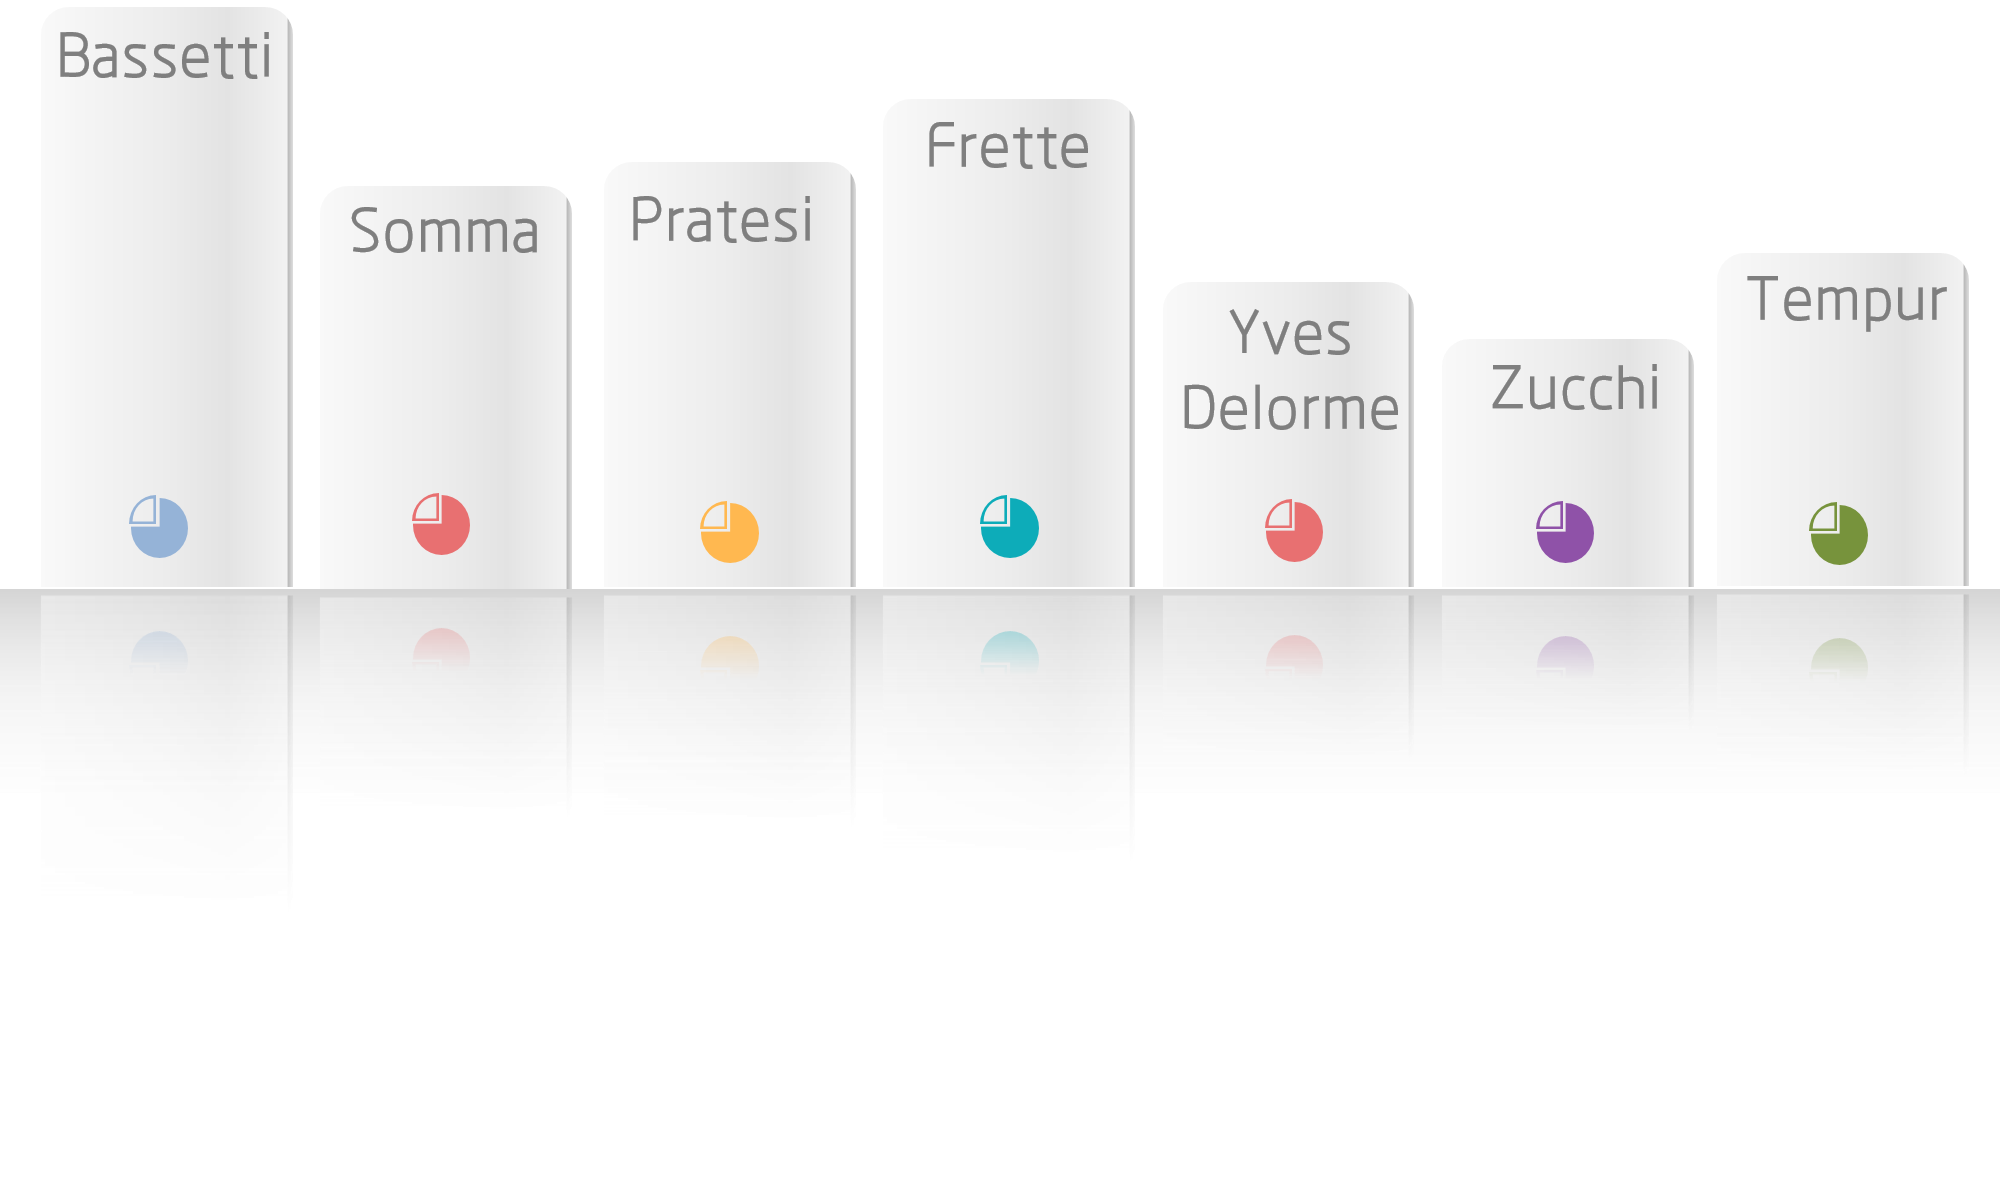 Bassetti
Somma
Pratesi
Frette
Yves
Delorme
Zucchi
Tempur